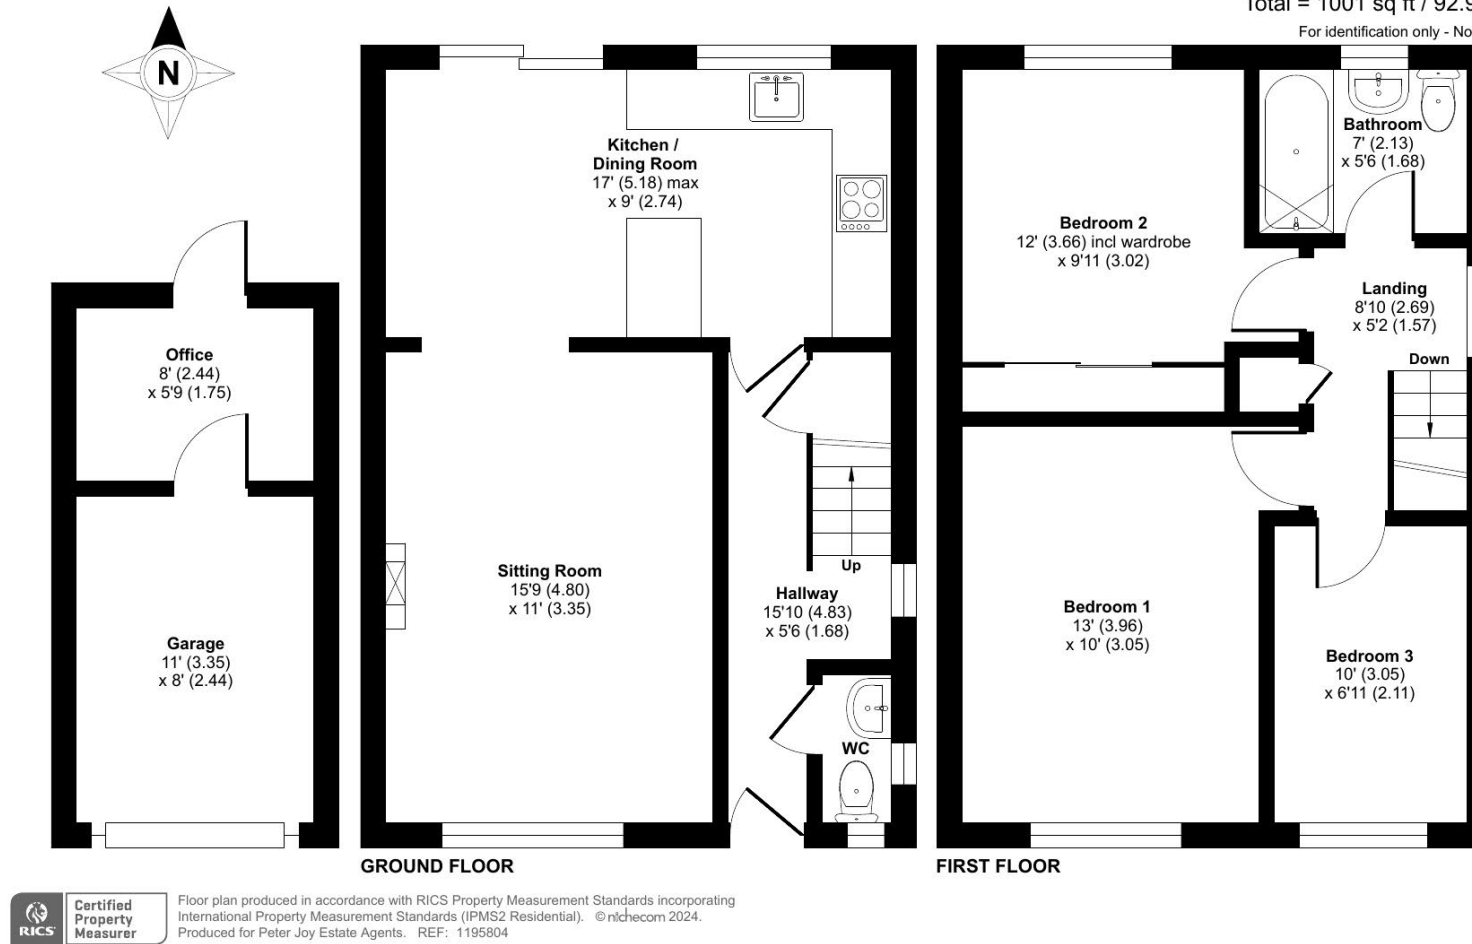 Total = 1001 sq ft / 92.9
For identification only - No
N
Kitchen /
Dining Room
17' (5.18) max
x 9' (2.74)
Bathroom
7' (2.13)
x 5'6 (1.68)
Bedroom 2
12' (3.66) incl wardrobe
x 9'11 (3.02)
Landing
8'10 (2.69)
x 5'2 (1.57)
Down
Office
8' (2.44)
x 5'9 (1.75)
Sitting Room
15'9 (4.80)
x 11' (3.35)
Up
Hallway
15'10 (4.83)
x 5'6 (1.68)
Bedroom 1
13' (3.96)
x 10' (3.05)
Garage
11' (3.35)
x 8' (2.44)
Bedroom 3
10' (3.05)
x 6'11 (2.11)
WC
GROUND FLOOR
FIRST FLOOR
RICS
Certified
Property
Measurer
Floor plan produced in accordance with RICS Property Measurement Standards incorporating
International Property Measurement Standards (IPMS2 Residential). © nichecom 2024.
Produced for Peter Joy Estate Agents. REF: 1195804